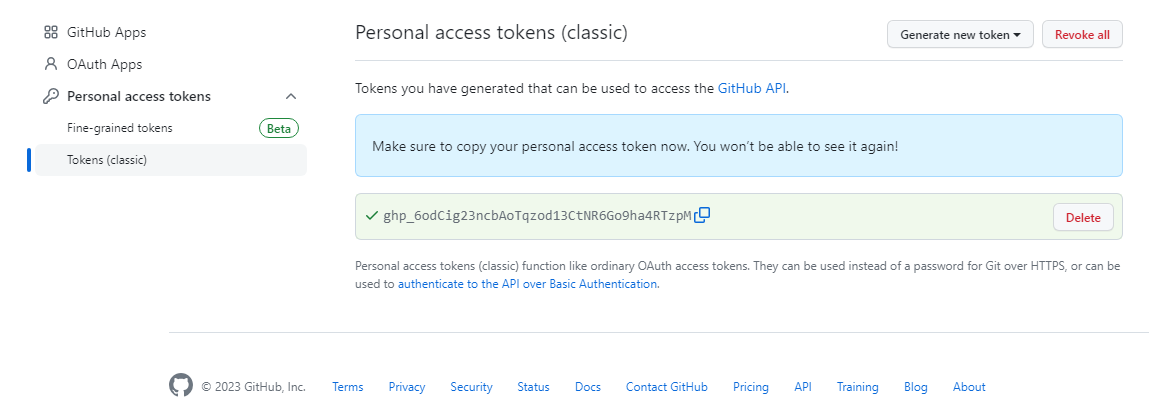 GitHub Apps
OAuth Apps
Personal access tokens
Fine-grained tokens Beta
Tokens (classic)
Personal access tokens (classic)
Generate new token
Revoke all
Tokens you have generated that can be used to access the GitHub API.
Make sure to copy your personal access token now. You won't be able to see it again!
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
Delete
Personal access tokens (classic) function like ordinary OAuth access tokens. They can be used instead of a password for Git over HTTPS, or can be
used to authenticate to the API over Basic Authentication.
© 2023 GitHub, Inc. Terms Privacy Security Status Docs Contact GitHub Pricing API Training Blog About